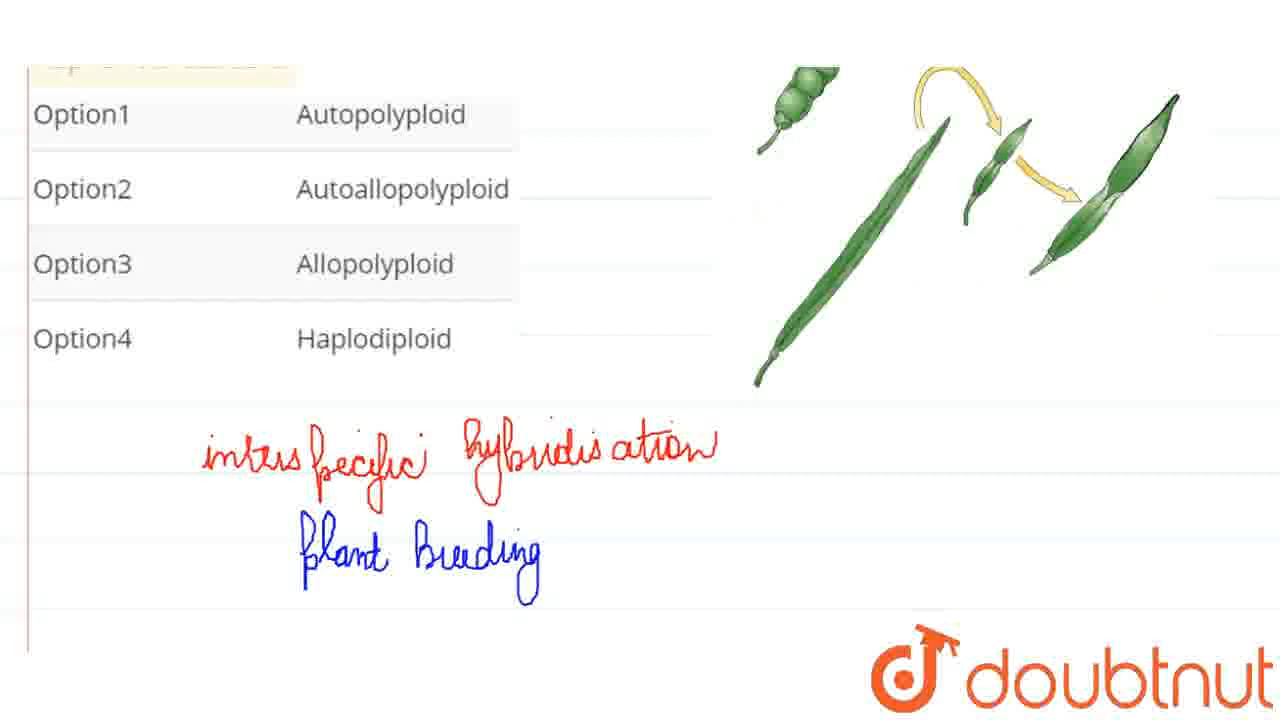 Option1 Autopolyploid
Option2 Autoallopolyploid
Option3 Allopolyploid
Option4 Haplodiploid
interspecific hybridisation
plant Breeding
doubtnut